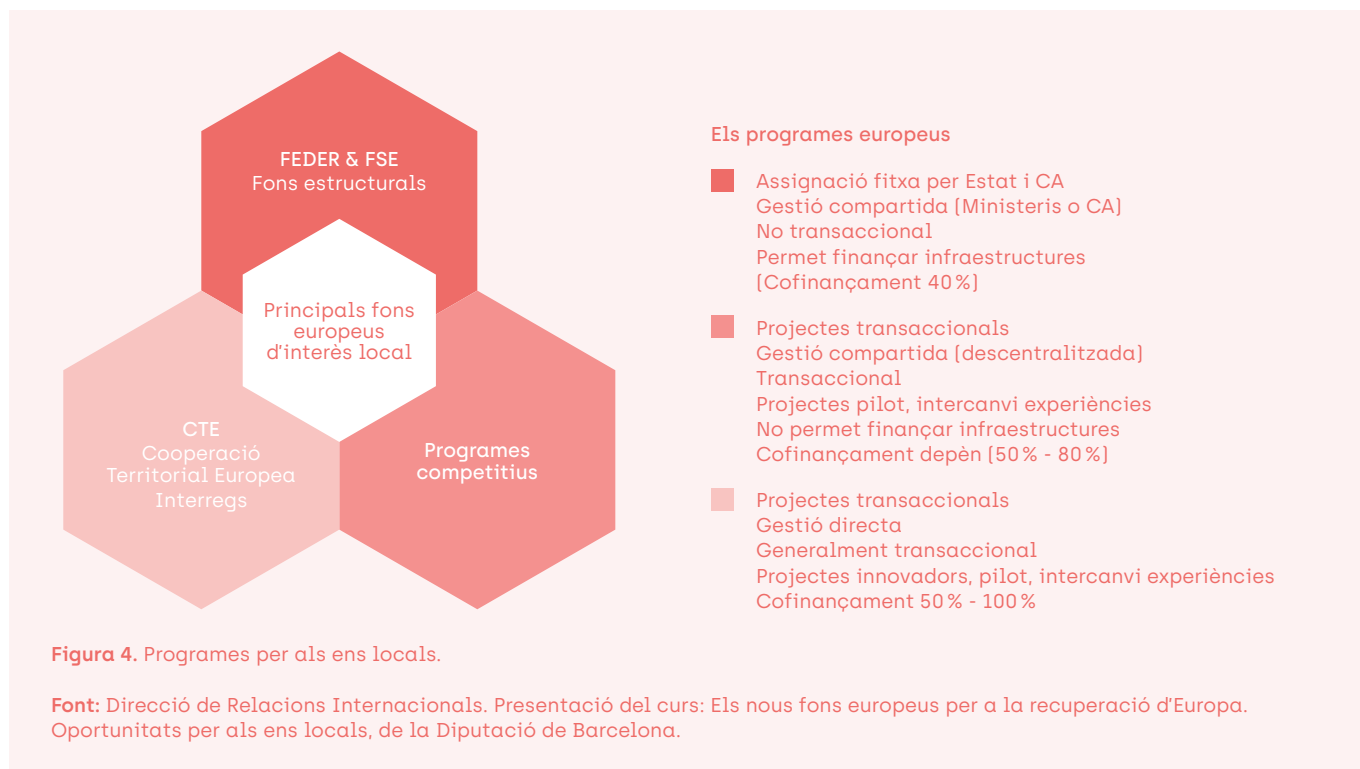 FEDER & FSE
Fons estructurals
Principals fons
europeus
d'interès local
CTE
Cooperació
Territorial Europea
Interregs
Programes
competitius
Els programes europeus
Assignació fitxa per Estat i CA
Gestió compartida (Ministeris o CA)
No transaccional
Permet finançar infraestructures
(Cofinançament 40 %)
Projectes transaccionals
Gestió compartida (descentralitzada)
Transaccional
Projectes pilot, intercanvi experiències
No permet finançar infraestructures
Cofinançament depèn (50 % - 80 %)
Projectes transaccionals
Gestió directa
Generalment transaccional
Projectes innovadors, pilot, intercanvi experiències
Cofinançament 50 % - 100 %
Figura 4. Programes per als ens locals.
Font: Direcció de Relacions Internacionals. Presentació del curs: Els nous fons europeus per a la recuperació d'Europa.
Oportunitats per als ens locals, de la Diputació de Barcelona.